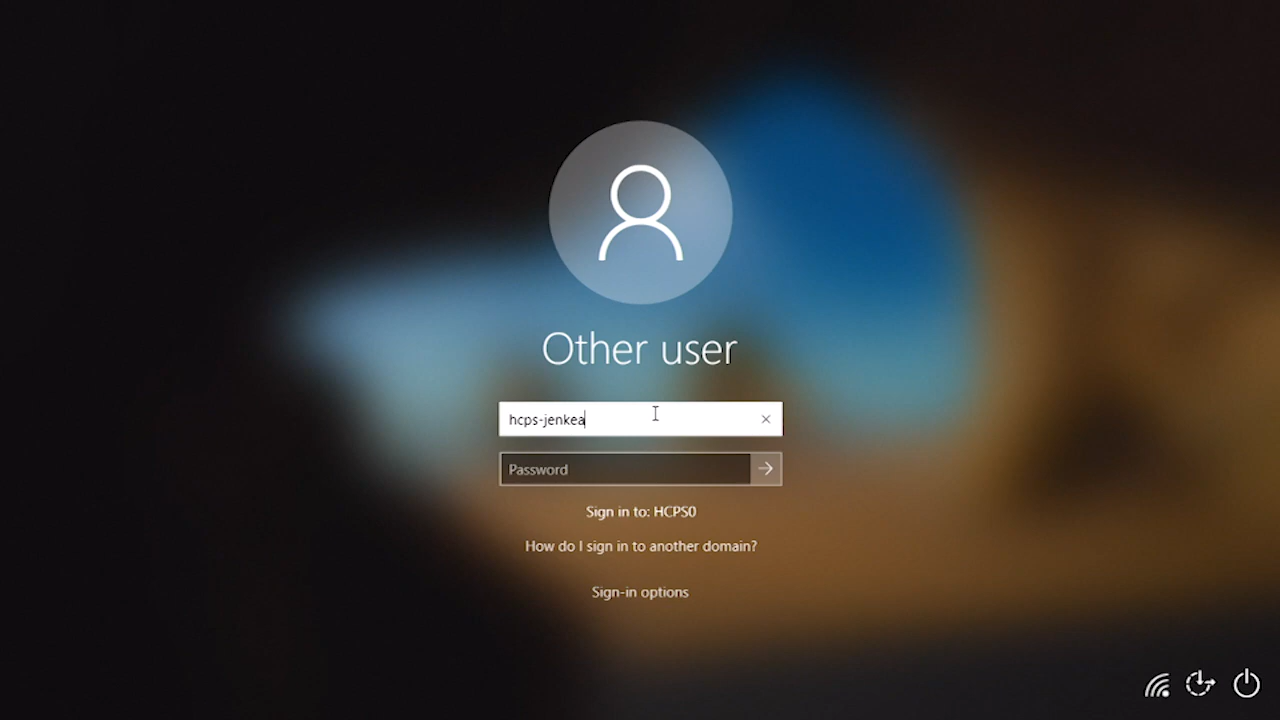 Other user
hcps-jenkea
Password
Sign in to: HCPS0
How do I sign in to another domain?
Sign-in options